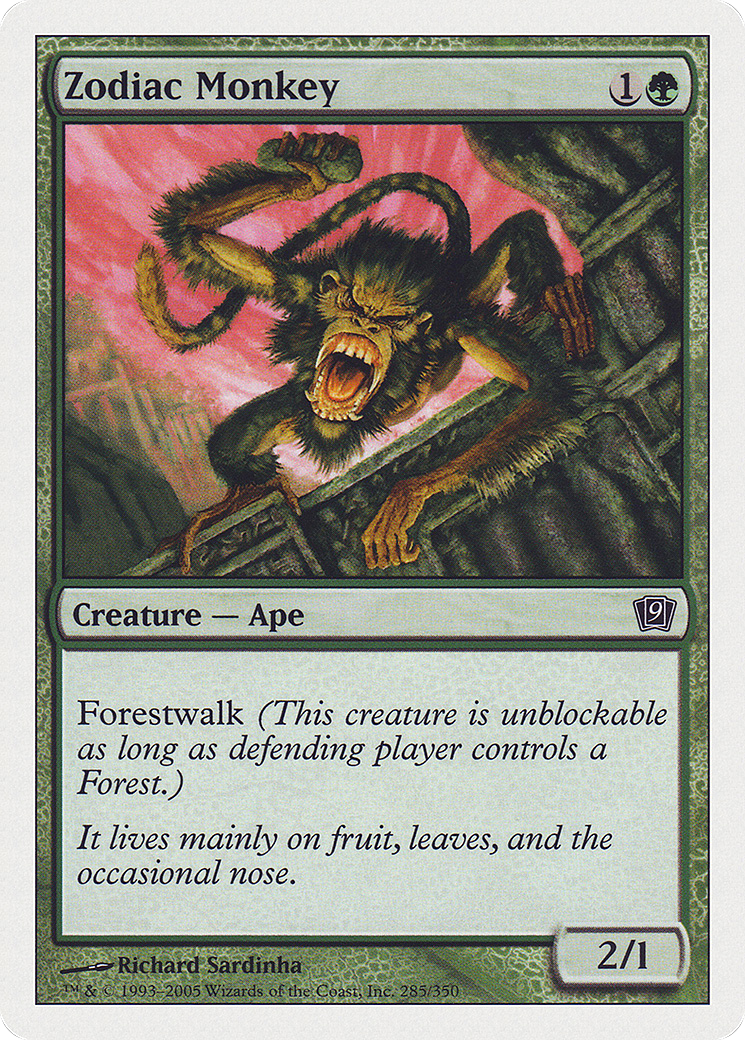 Zodiac Monkey 1
Creature — Ape 9
Forestwalk (This creature is unblockable
as long as defending player controls a
Forest.)
It lives mainly on fruit, leaves, and the
occasional nose.
2/1
Richard Sardinha
™ & © 1993–2005 Wizards of the Coast, Inc. 285/350